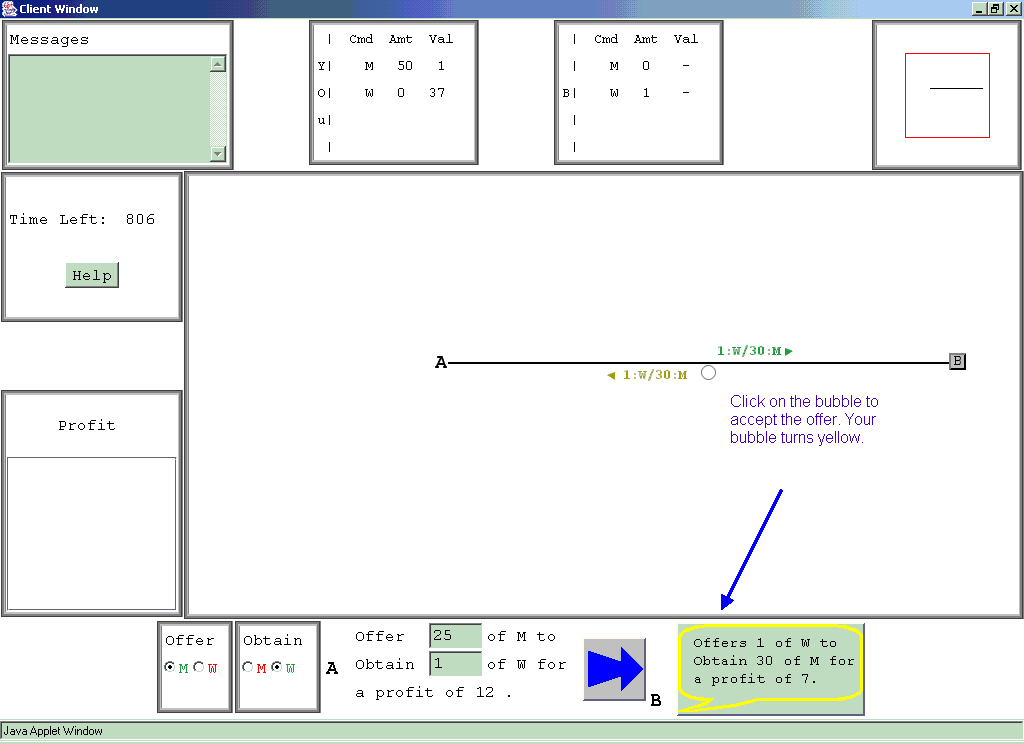 Client Window
Messages
| Cmd Amt Val
Y| M 50 1
O| W 0 37
u|
|
| Cmd Amt Val
| M 0 -
B| W 1 -
|
|
Time Left: 806
Help
1:W/30:M
A
B
1:W/30:M
Click on the bubble to
accept the offer. Your
bubble turns yellow.
Profit
Offer
M W
Obtain
M W
A
Offer 25 of M to
Obtain 1 of W for
a profit of 12 .
B
Offers 1 of W to
Obtain 30 of M for
a profit of 7.
Java Applet Window